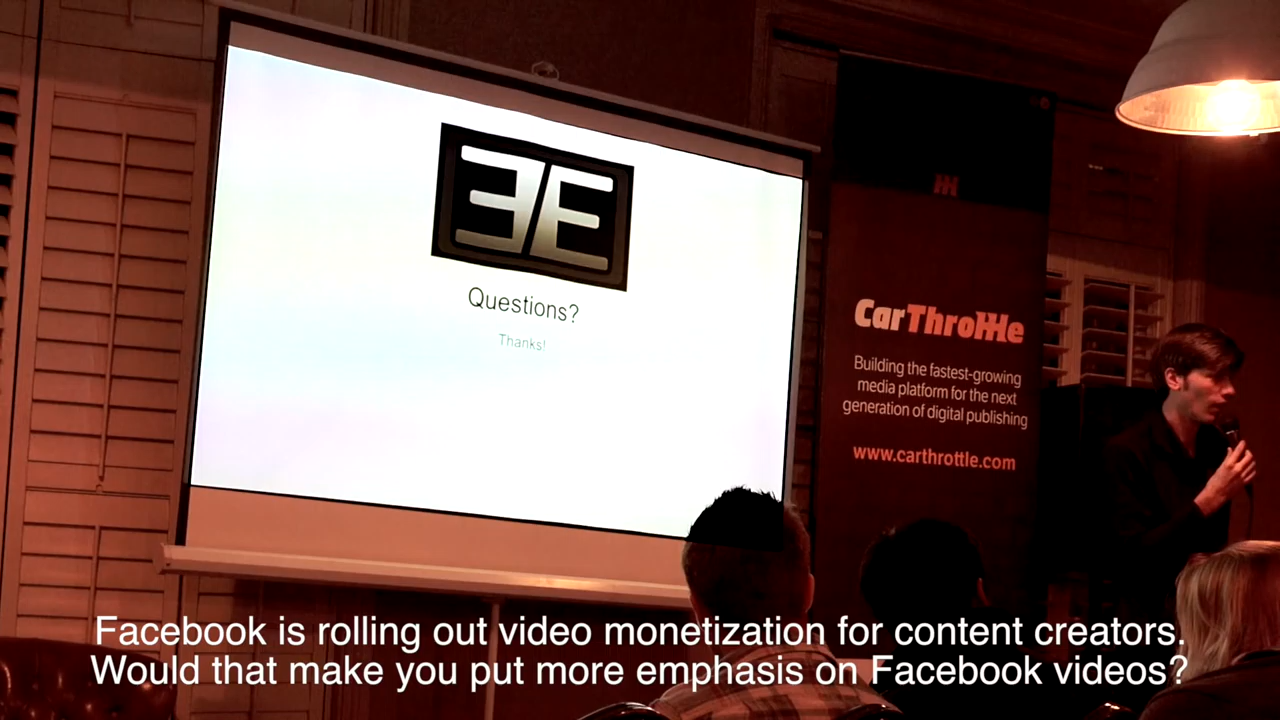 ƎE
Questions?
Thanks!
CarThrottle
Building the fastest-growing
media platform for the next
generation of digital publishing
www.carthrottle.com
Facebook is rolling out video monetization for content creators.
Would that make you put more emphasis on Facebook videos?